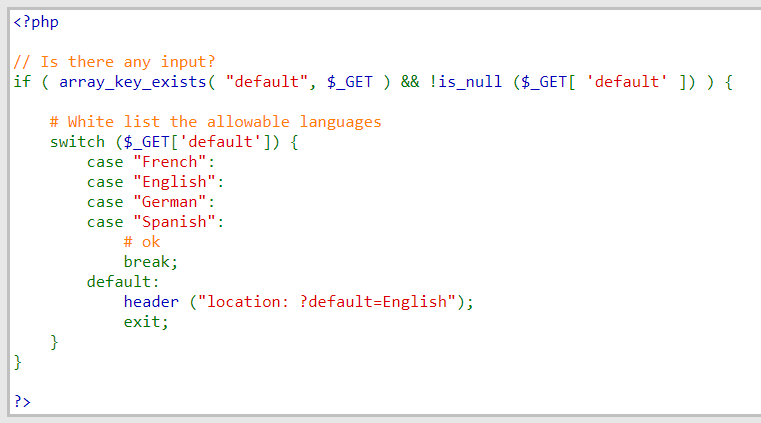 <?php
// Is there any input?
if ( array_key_exists( "default", $_GET ) && !is_null ($_GET[ 'default' ]) ) {
# White list the allowable languages
switch ($_GET['default']) {
case "French":
case "English":
case "German":
case "Spanish":
# ok
break;
default:
header ("location: ?default=English");
exit;
}
}
?>